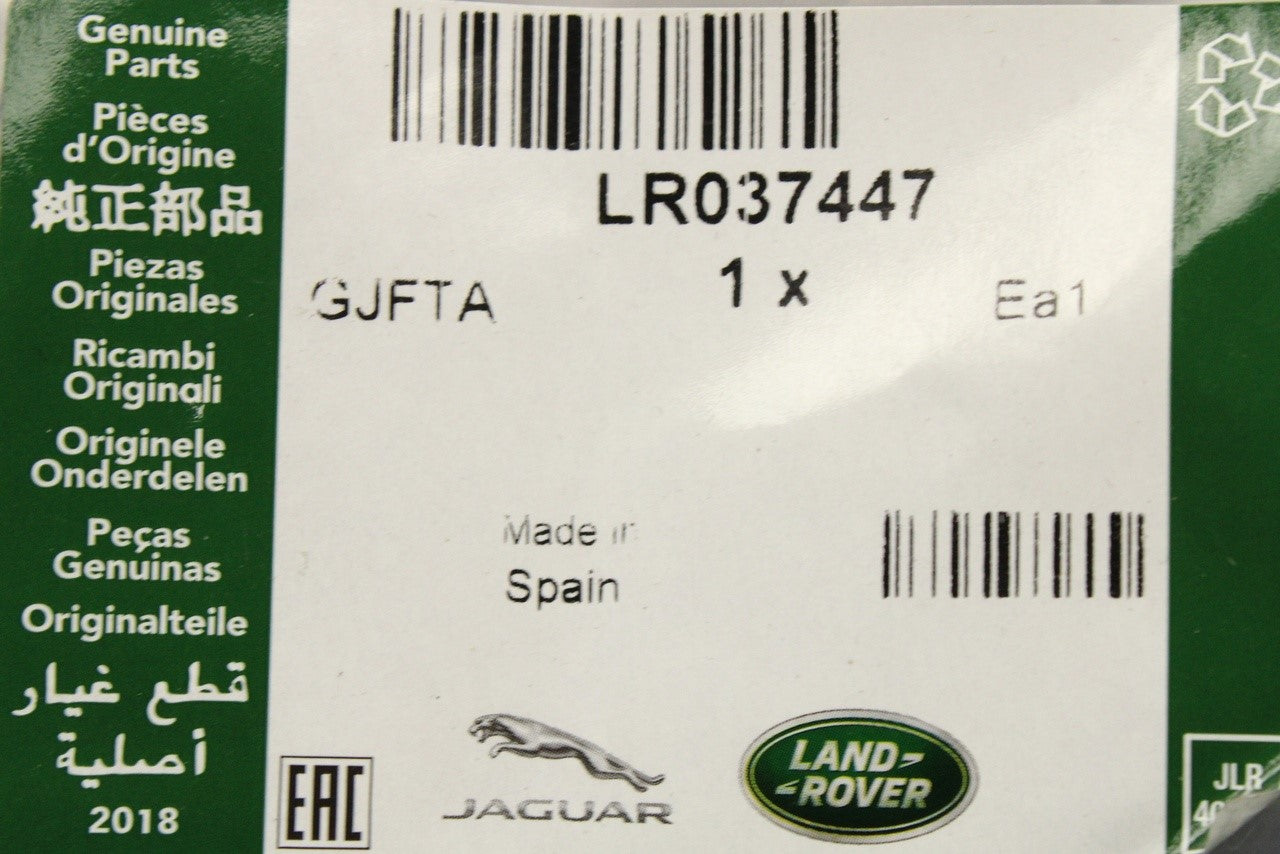 Genuine
Parts
Pièces
d'Origine
純正部品
Piezas
Originales
Ricambi
Originali
Originele
Onderdelen
Peças
Genuinas
Originalteile
قطع غيار
أصلية
2018
LR037447
GJFTA
1 x
Ea1
Made in
Spain
EAC
JAGUAR
LAND-
-ROVER
JLR